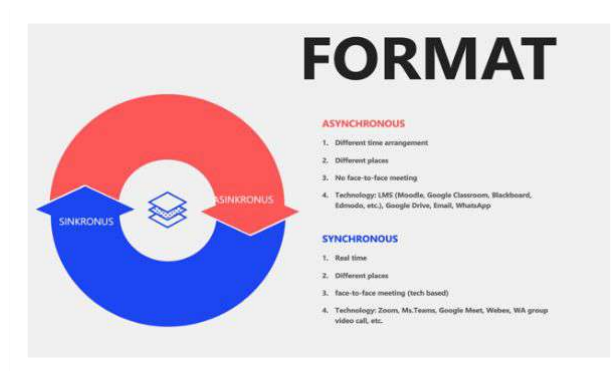 FORMAT
ASYNCHRONOUS
1. Different time arrangement
2. Different places
3. No face-to-face meeting
4. Technology: LMS (Moodla, Google Classroom, Blackboard,
Edmodo, etc.), Google Drive, Email, WhatsApp
ASINKRONUS
SINKRONUS
SYNCHRONOUS
1. Real time
2. Different places
3. face-to-face meeting (tech based)
4. Technology: Zoom, Ms.Teams, Google Meet, Webex, WA group
video call, etc.